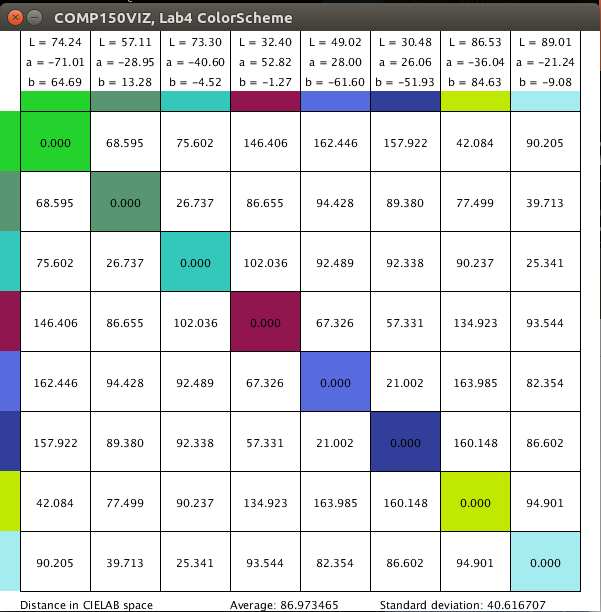 COMP150VIZ, Lab4 ColorScheme
L = 74.24 L = 57.11 L = 73.30 L = 32.40 L = 49.02 L = 30.48 L = 86.53 L = 89.01
a = -71.01 a = -28.95 a = -40.60 a = 52.82 a = 28.00 a = 26.06 a = -36.04 a = -21.24
b = 64.69 b = 13.28 b = -4.52 b = -1.27 b = -61.60 b = -51.93 b = 84.63 b = -9.08
0.000 68.595 75.602 146.406 162.446 157.922 42.084 90.205
68.595 0.000 26.737 86.655 94.428 89.380 77.499 39.713
75.602 26.737 0.000 102.036 92.489 92.338 90.237 25.341
146.406 86.655 102.036 0.000 67.326 57.331 134.923 93.544
162.446 94.428 92.489 67.326 0.000 21.002 163.985 82.354
157.922 89.380 92.338 57.331 21.002 0.000 160.148 86.602
42.084 77.499 90.237 134.923 163.985 160.148 0.000 94.901
90.205 39.713 25.341 93.544 82.354 86.602 94.901 0.000
Distance in CIELAB space Average: 86.973465 Standard deviation: 40.616707